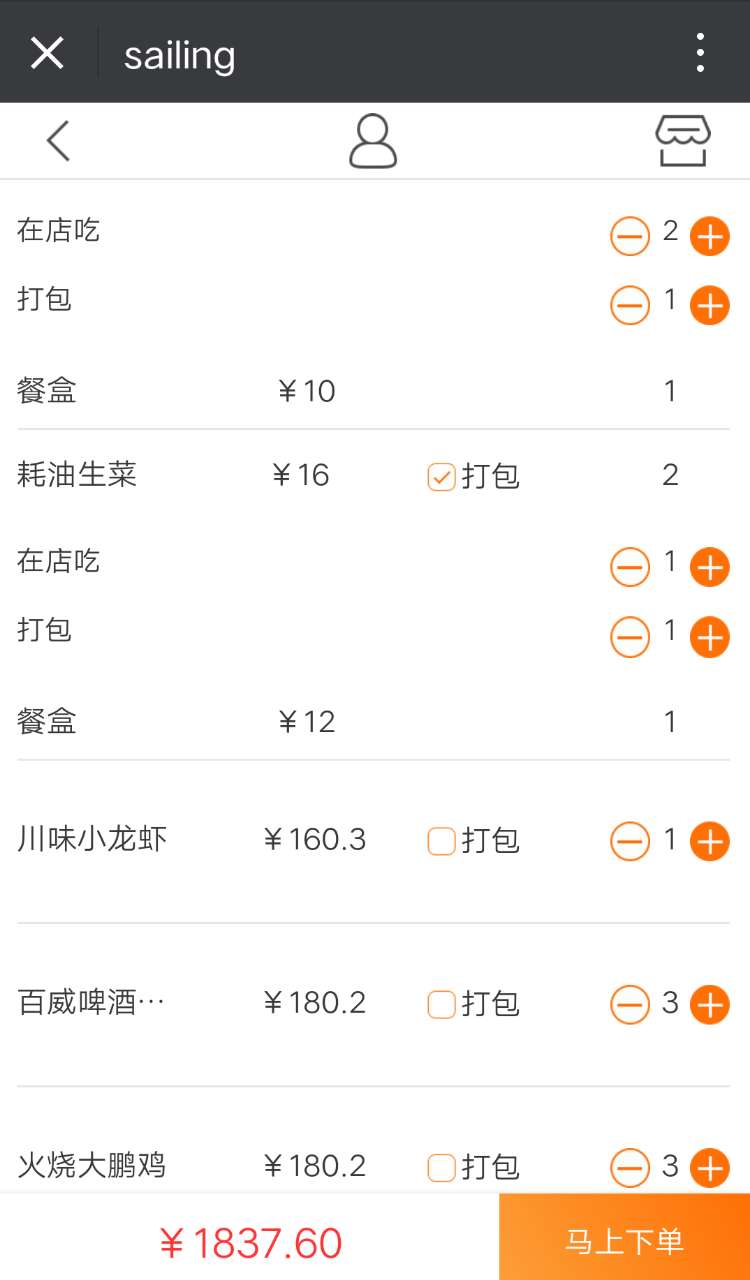 sailing
在店吃 2
打包 1
餐盒 ￥10 1
耗油生菜 ￥16 打包 2
在店吃 1
打包 1
餐盒 ￥12 1
川味小龙虾 ￥160.3 打包 1
百威啤酒… ￥180.2 打包 3
火烧大鹏鸡 ￥180.2 打包 3
￥1837.60 马上下单